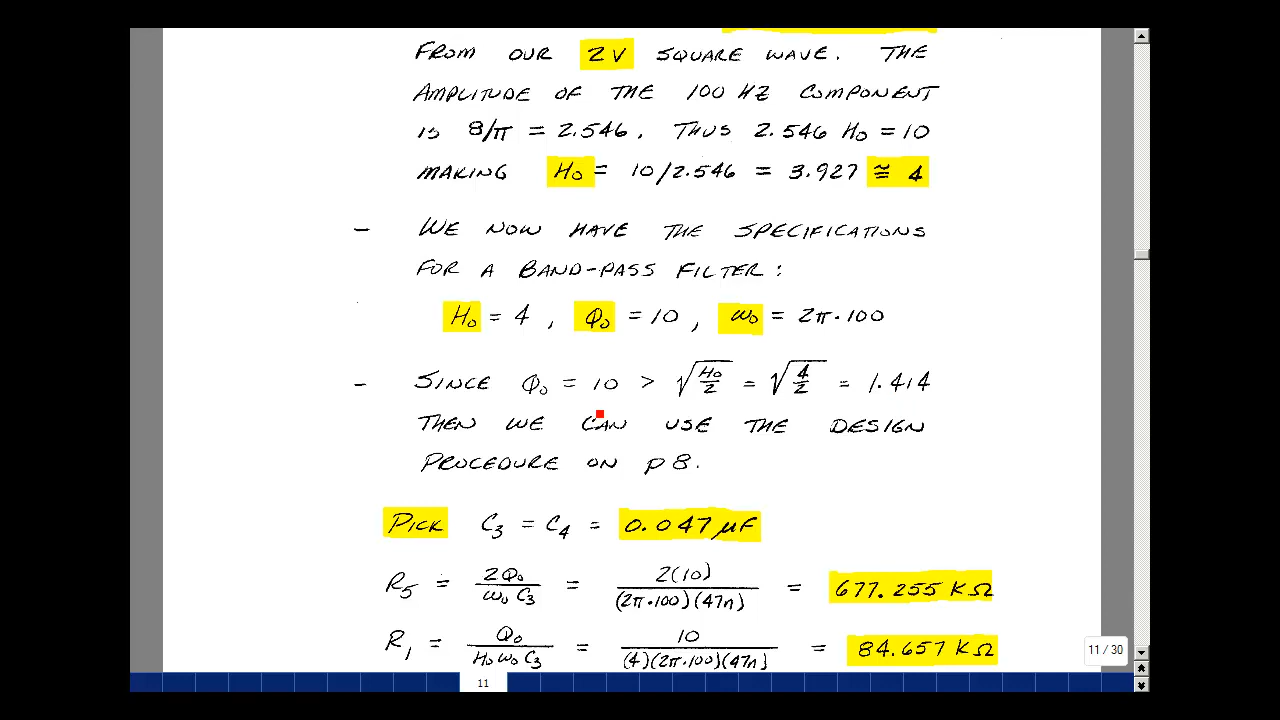 FROM OUR 2V SQUARE WAVE. THE
AMPLITUDE OF THE 100 HZ COMPONENT
IS 8/π = 2.546. THUS 2.546 H₀ = 10
MAKING H₀ = 10/2.546 = 3.927 ≅ 4
- WE NOW HAVE THE SPECIFICATIONS
FOR A BAND-PASS FILTER:
H₀ = 4, Q₀ = 10, ω₀ = 2π·100
- SINCE Q₀ = 10 > √(H₀/2) = √(4/2) = 1.414
THEN WE CAN USE THE DESIGN
PROCEDURE ON p 8.
PICK C₃ = C₄ = 0.047 μF
R₅ = 2Q₀/(ω₀ C₃) = 2(10)/((2π·100)(47n)) = 677.255 KΩ
R₁ = Q₀/(H₀ ω₀ C₃) = 10/((4)(2π·100)(47n)) = 84.657 KΩ
11 / 30
11